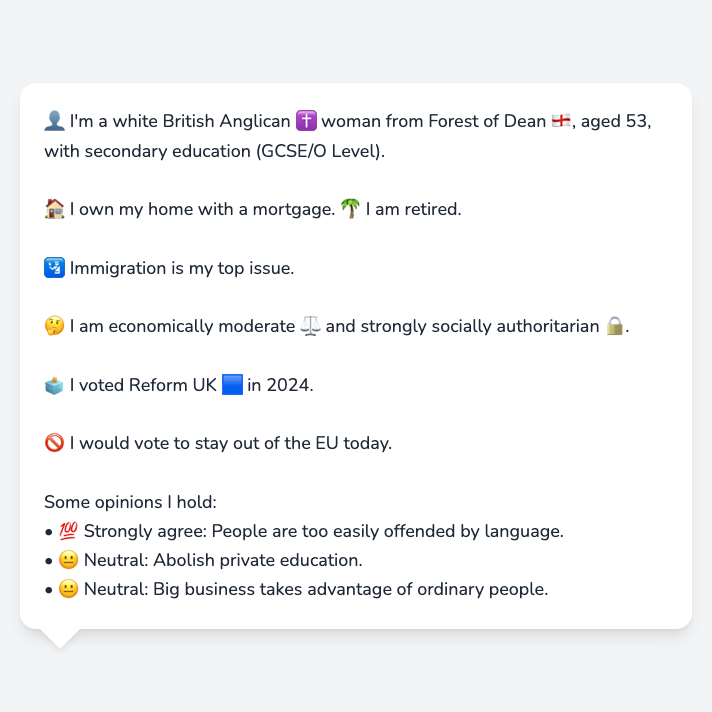 👤 I'm a white British Anglican ✝️ woman from Forest of Dean 🏴󠁧󠁢󠁥󠁮󠁧󠁿, aged 53,
with secondary education (GCSE/O Level).
🏠 I own my home with a mortgage. 🌴 I am retired.
🛂 Immigration is my top issue.
🤔 I am economically moderate ⚖️ and strongly socially authoritarian 🔒.
🗳️ I voted Reform UK 🟦 in 2024.
🚫 I would vote to stay out of the EU today.
Some opinions I hold:
• 💯 Strongly agree: People are too easily offended by language.
• 😐 Neutral: Abolish private education.
• 😐 Neutral: Big business takes advantage of ordinary people.